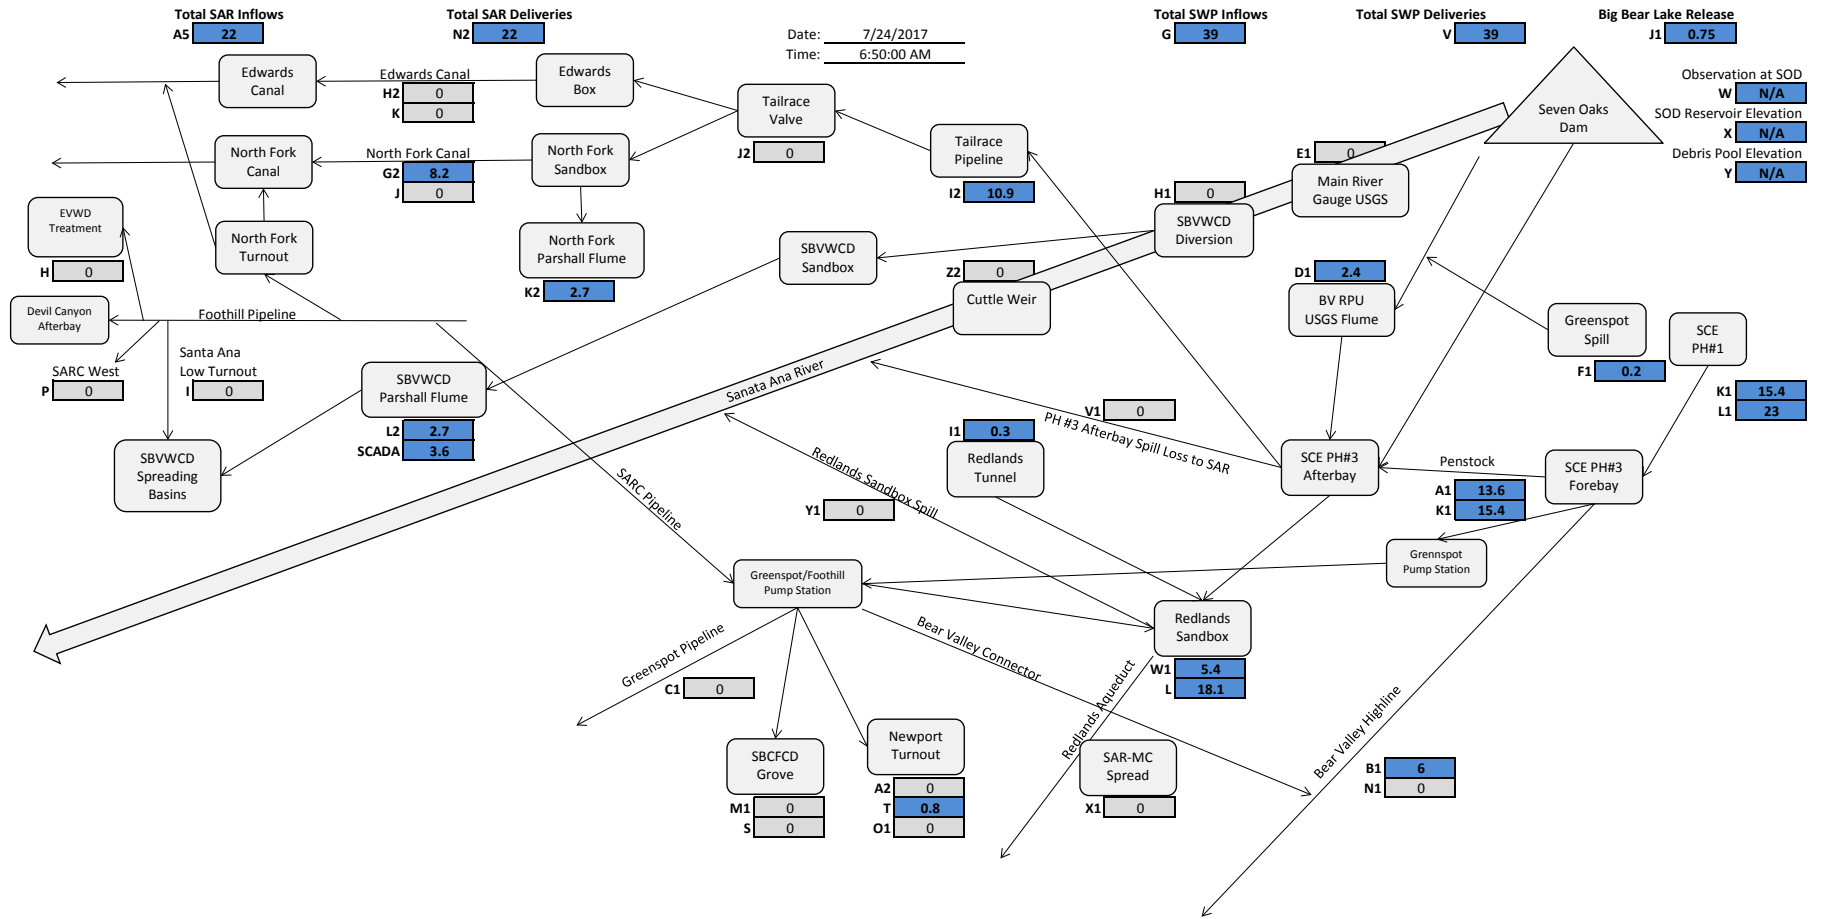 Total SAR Inflows
A5 22
Total SAR Deliveries
N2 22
Date: 7/24/2017
Time: 6:50:00 AM
Total SWP Inflows
G 39
Total SWP Deliveries
V 39
Big Bear Lake Release
J1 0.75
Edwards
Canal
Edwards Canal
H2 0
K 0
Edwards
Box
Tailrace
Valve
J2 0
Tailrace
Pipeline
I2 10.9
E1 0
Main River
Gauge USGS
Seven Oaks
Dam
Observation at SOD
W N/A
SOD Reservoir Elevation
X N/A
Debris Pool Elevation
Y N/A
North Fork
Canal
North Fork Canal
G2 8.2
J 0
North Fork
Sandbox
H1 0
SBVWCD
Diversion
EVWD
Treatment
H 0
North Fork
Turnout
North Fork
Parshall Flume
K2 2.7
SBVWCD
Sandbox
Z2 0
Cuttle Weir
D1 2.4
BV RPU
USGS Flume
Greenspot
Spill
F1 0.2
SCE
PH#1
K1 15.4
L1 23
Devil Canyon
Afterbay
Foothill Pipeline
SARC West
P 0
Santa Ana
Low Turnout
I 0
SBVWCD
Parshall Flume
L2 2.7
SCADA 3.6
SBVWCD
Spreading
Basins
Sanata Ana River
V1 0
PH #3 Afterbay Spill Loss to SAR
I1 0.3
Redlands
Tunnel
SCE PH#3
Afterbay
Penstock
A1 13.6
K1 15.4
SCE PH#3
Forebay
SARC Pipeline
Redlands Sandbox Spill
Y1 0
Grennspot
Pump Station
Greenspot/Foothill
Pump Station
Redlands
Sandbox
W1 5.4
L 18.1
Greenspot Pipeline
C1 0
Bear Valley Connector
Redlands Aqueduct
Bear Valley Highline
SBCFCD
Grove
M1 0
S 0
Newport
Turnout
A2 0
T 0.8
O1 0
SAR-MC
Spread
X1 0
B1 6
N1 0